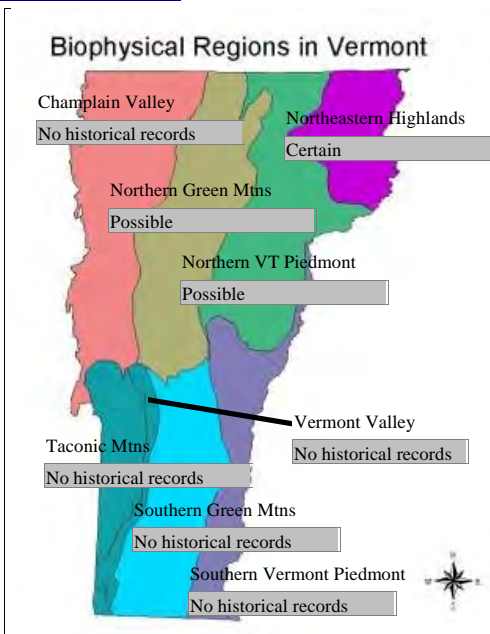 Biophysical Regions in Vermont
Champlain Valley
No historical records
Northeastern Highlands
Certain
Northern Green Mtns
Possible
Northern VT Piedmont
Possible
Vermont Valley
No historical records
Taconic Mtns
No historical records
Southern Green Mtns
No historical records
Southern Vermont Piedmont
No historical records